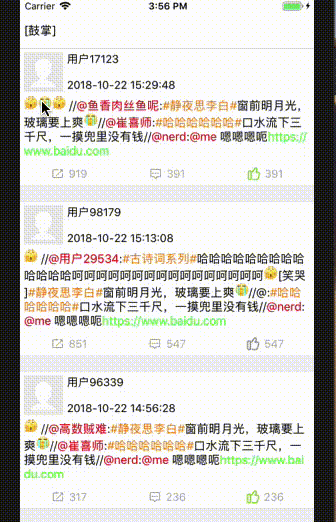 Carrier 3:56 PM
[鼓掌]
用户17123
2018-10-22 15:29:48
//@鱼香肉丝鱼呢:#静夜思李白#窗前明月光,
玻璃要上爽//@崔喜师:#哈哈哈哈哈哈#口水流下三
千尺，一摸兜里没有钱//@nerd:@me 嗯嗯嗯呃https:/
/www.baidu.com
919 391 391
用户98179
2018-10-22 15:13:08
//@用户29534:#古诗词系列#哈哈哈哈哈哈哈哈哈
哈哈哈哈呵呵呵呵呵呵呵呵呵呵呵呵呵呵呵呵[笑哭
]#静夜思李白#窗前明月光，玻璃要上爽//@:#哈哈
哈哈哈哈#口水流下三千尺，一摸兜里没有钱//@nerd:
@me 嗯嗯嗯呃https://www.baidu.com
851 547 547
用户96339
2018-10-22 14:56:28
//@高数贼难:#静夜思李白#窗前明月光，玻璃要上
爽//@崔喜师:#哈哈哈哈哈哈#口水流下三千尺，一
摸兜里没有钱//@nerd:@me 嗯嗯嗯呃https://www.bai
du.com
317 236 236